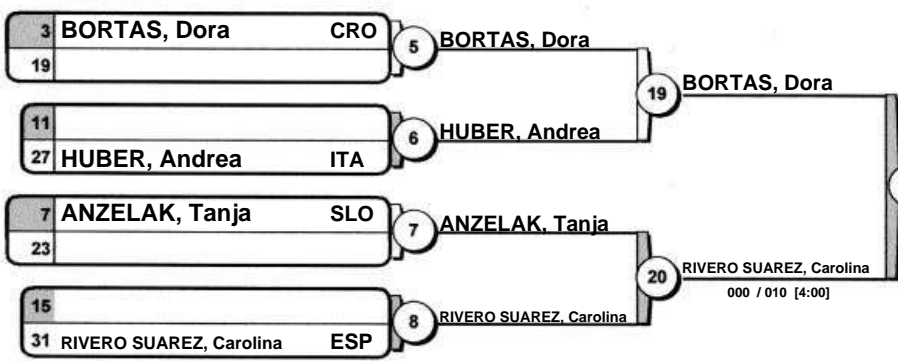 3 BORTAS, Dora CRO
19
5 BORTAS, Dora
11
27 HUBER, Andrea ITA
6 HUBER, Andrea
19 BORTAS, Dora
7 ANZELAK, Tanja SLO
23
7 ANZELAK, Tanja
15
31 RIVERO SUAREZ, Carolina ESP
8 RIVERO SUAREZ, Carolina
20 RIVERO SUAREZ, Carolina
000 / 010 [4:00]